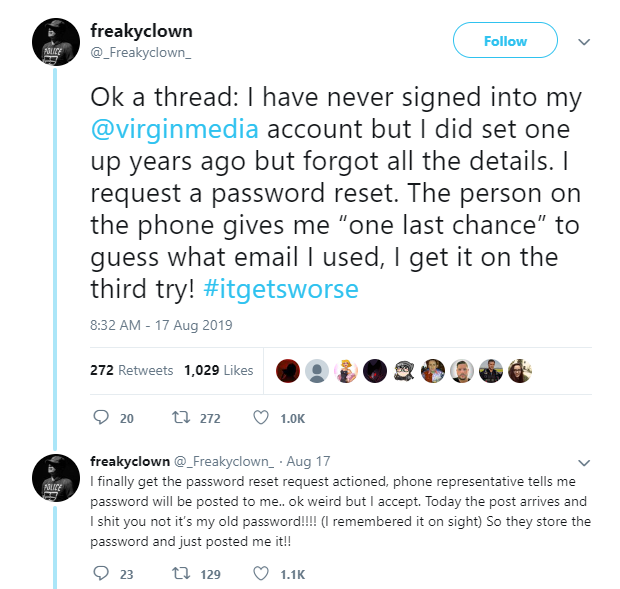 freakyclown
@_Freakyclown_
Follow
Ok a thread: I have never signed into my
@virginmedia account but I did set one
up years ago but forgot all the details. I
request a password reset. The person on
the phone gives me “one last chance” to
guess what email I used, I get it on the
third try! #itgetsworse
8:32 AM - 17 Aug 2019
272 Retweets 1,029 Likes
20 272 1.0K
freakyclown @_Freakyclown_ · Aug 17
I finally get the password reset request actioned, phone representative tells me
password will be posted to me.. ok weird but I accept. Today the post arrives and
I shit you not it’s my old password!!!! (I remembered it on sight) So they store the
password and just posted me it!!
23 129 1.1K